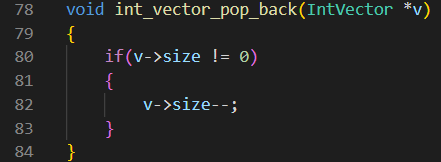 78 void int_vector_pop_back(IntVector *v)
79 {
80     if(v->size != 0)
81     {
82         v->size--;
83     }
84 }